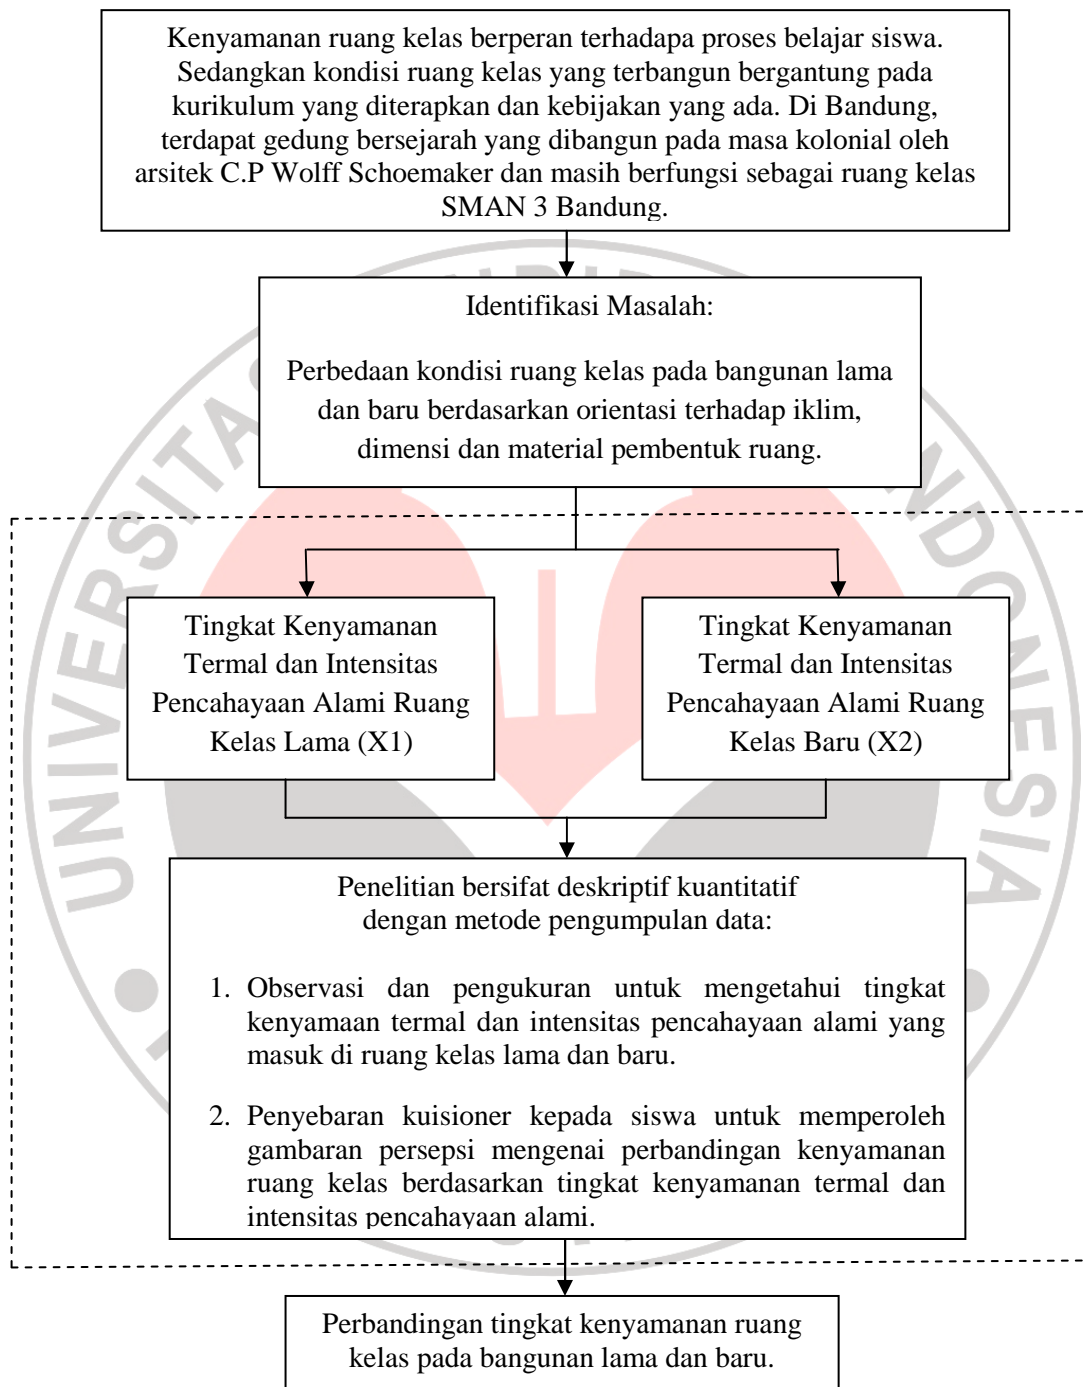 Kenyamanan ruang kelas berperan terhadapa proses belajar siswa.
Sedangkan kondisi ruang kelas yang terbangun bergantung pada
kurikulum yang diterapkan dan kebijakan yang ada. Di Bandung,
terdapat gedung bersejarah yang dibangun pada masa kolonial oleh
arsitek C.P Wolff Schoemaker dan masih berfungsi sebagai ruang kelas
SMAN 3 Bandung.
Identifikasi Masalah:
Perbedaan kondisi ruang kelas pada bangunan lama
dan baru berdasarkan orientasi terhadap iklim,
dimensi dan material pembentuk ruang.
Tingkat Kenyamanan
Termal dan Intensitas
Pencahayaan Alami Ruang
Kelas Lama (X1)
Tingkat Kenyamanan
Termal dan Intensitas
Pencahayaan Alami Ruang
Kelas Baru (X2)
Penelitian bersifat deskriptif kuantitatif
dengan metode pengumpulan data:
1. Observasi dan pengukuran untuk mengetahui tingkat
kenyamaan termal dan intensitas pencahayaan alami yang
masuk di ruang kelas lama dan baru.
2. Penyebaran kuisioner kepada siswa untuk memperoleh
gambaran persepsi mengenai perbandingan kenyamanan
ruang kelas berdasarkan tingkat kenyamanan termal dan
intensitas pencahayaan alami.
Perbandingan tingkat kenyamanan ruang
kelas pada bangunan lama dan baru.